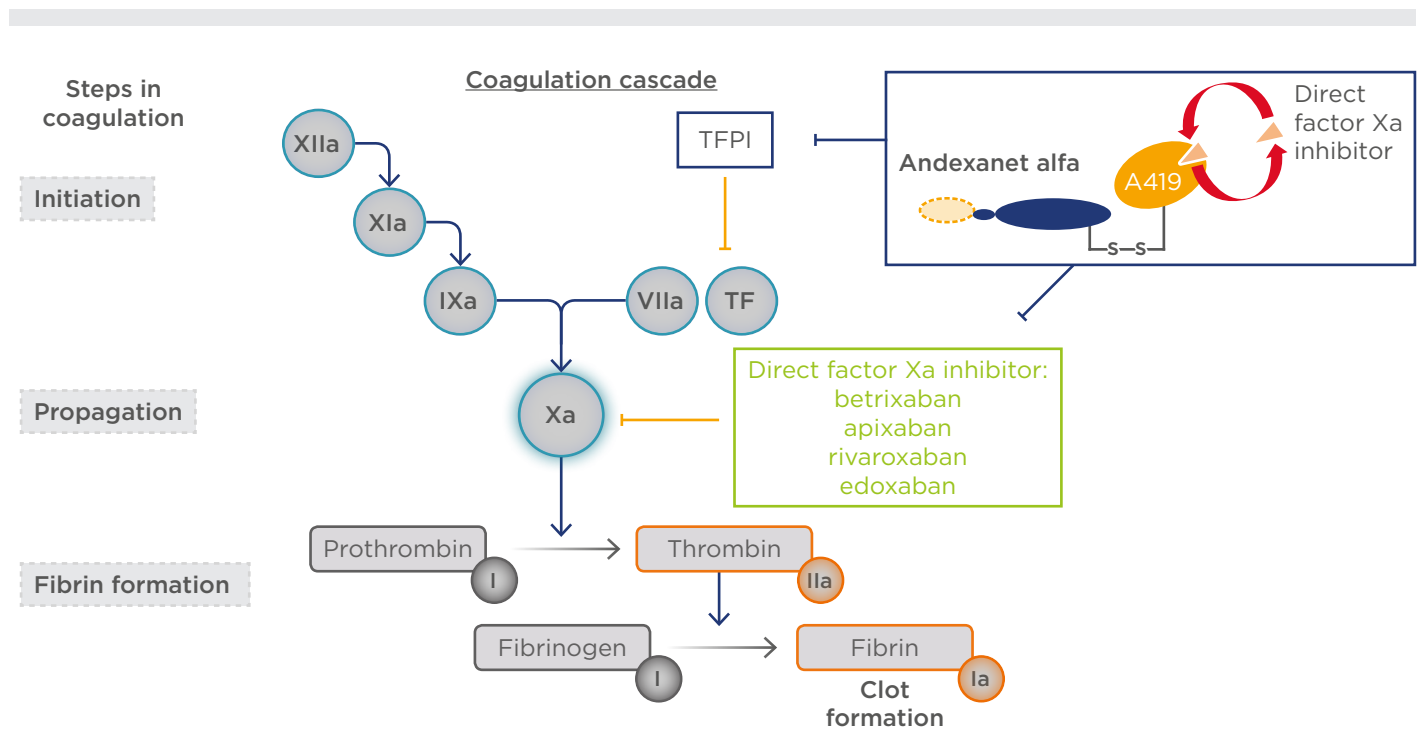 Steps in
coagulation
Coagulation cascade
XIIa
XIa
IXa
VIIa
TF
TFPI
Andexanet alfa
A419
S
S
Direct
factor Xa
inhibitor
Initiation
Propagation
Xa
Direct factor Xa inhibitor:
betrixaban
apixaban
rivaroxaban
edoxaban
Fibrin formation
Prothrombin
I
Thrombin
IIa
Fibrinogen
I
Fibrin
Ia
Clot
formation